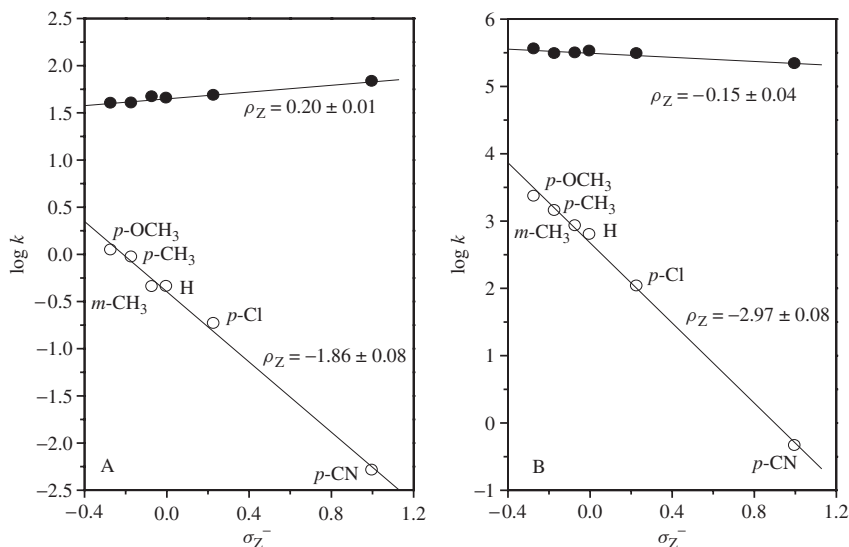 2.5
2.0
1.5
1.0
0.5
0.0
−0.5
−1.0
−1.5
−2.0
−2.5
log k
ρZ = 0.20 ± 0.01
p-OCH3
p-CH3
m-CH3
H
p-Cl
ρZ = −1.86 ± 0.08
p-CN
A
−0.4
0.0
0.4
0.8
1.2
σZ−
6
5
4
3
2
1
0
−1
log k
ρZ = −0.15 ± 0.04
p-OCH3
p-CH3
m-CH3
H
p-Cl
ρZ = −2.97 ± 0.08
p-CN
B
−0.4
0.0
0.4
0.8
1.2
σZ−